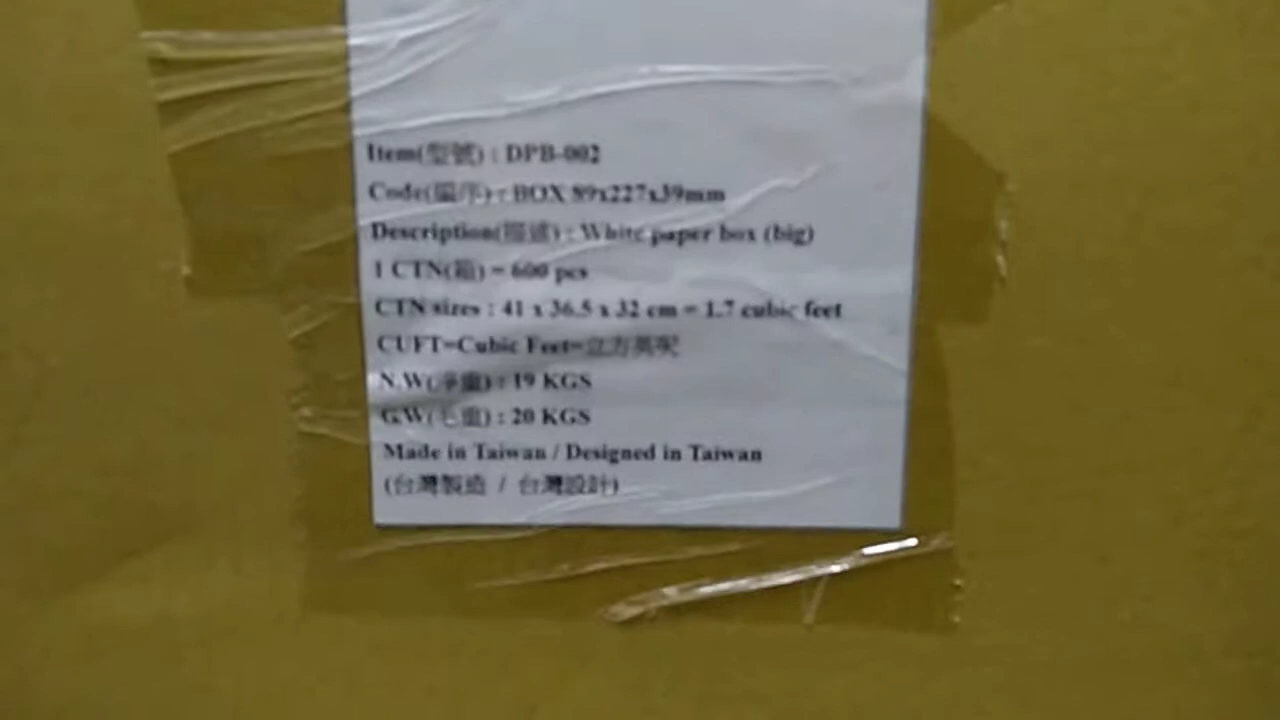 Item(型號) : DPB-002
Code(編序) : BOX 89x227x39mm
Description(描述) : White paper box (big)
1 CTN(箱) = 600 pcs
CTN sizes : 41 x 36.5 x 32 cm = 1.7 cubic feet
CUFT=Cubic Feet=立方英呎
N.W(淨重) : 19 KGS
G.W(毛重) : 20 KGS
Made in Taiwan / Designed in Taiwan
(台灣製造 / 台灣設計)